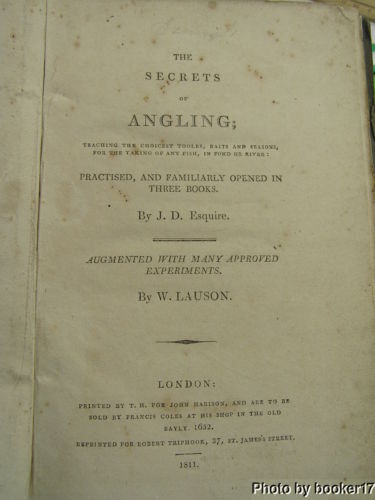 THE
SECRETS
OF
ANGLING;
TEACHING THE CHOICEST TOOLES, BAITS AND SEASONS,
FOR THE TAKING OF ANY FISH, IN POND OR RIVER:
PRACTISED, AND FAMILIARLY OPENED IN
THREE BOOKS.
By J. D. Esquire.
AUGMENTED WITH MANY APPROVED
EXPERIMENTS.
By W. LAUSON.
LONDON:
PRINTED BY T. H. FOR JOHN HARISON, AND ARE TO BE
SOLD BY FRANCIS COLES AT HIS SHOP IN THE OLD
BAYLY. 1652.
REPRINTED FOR ROBERT TRIPHOOK, 37, ST. JAMES'S STREET.
1811.
Photo by booker17